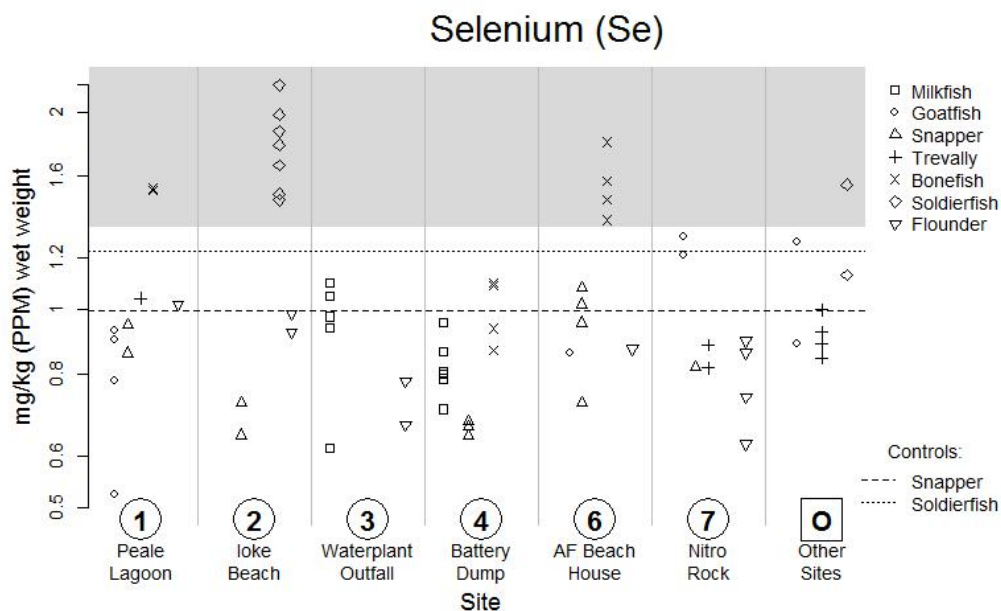 Selenium (Se)
mg/kg (PPM) wet weight
2
1.6
1.2
1
0.8
0.6
0.5
Milkfish
Goatfish
Snapper
Trevally
Bonefish
Soldierfish
Flounder
Controls:
Snapper
Soldierfish
1 2 3 4 6 7 O
Peale Ioke Waterplant Battery AF Beach Nitro Other
Lagoon Beach Outfall Dump House Rock Sites
Site